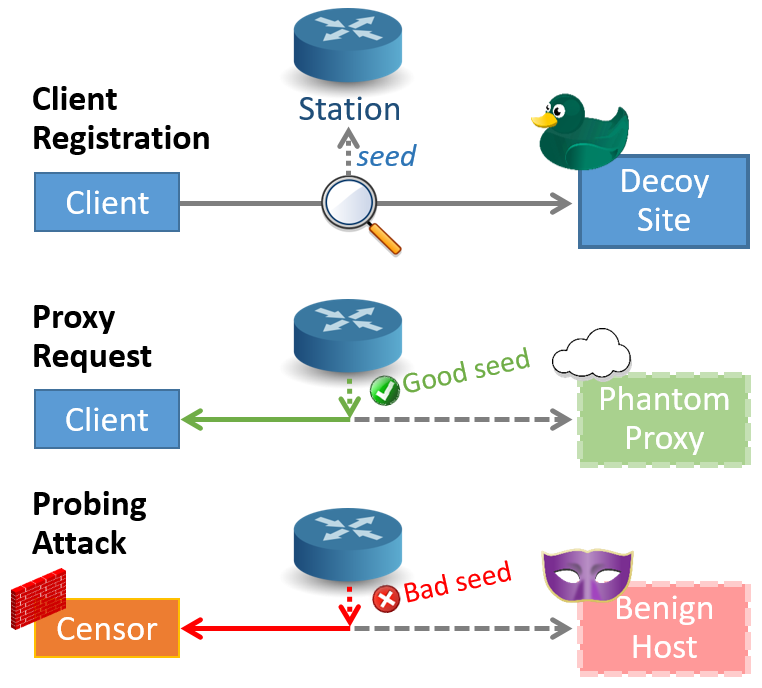 Client
Registration
Station
seed
Client
Decoy
Site
Proxy
Request
Good seed
Client
Phantom
Proxy
Probing
Attack
Bad seed
Censor
Benign
Host